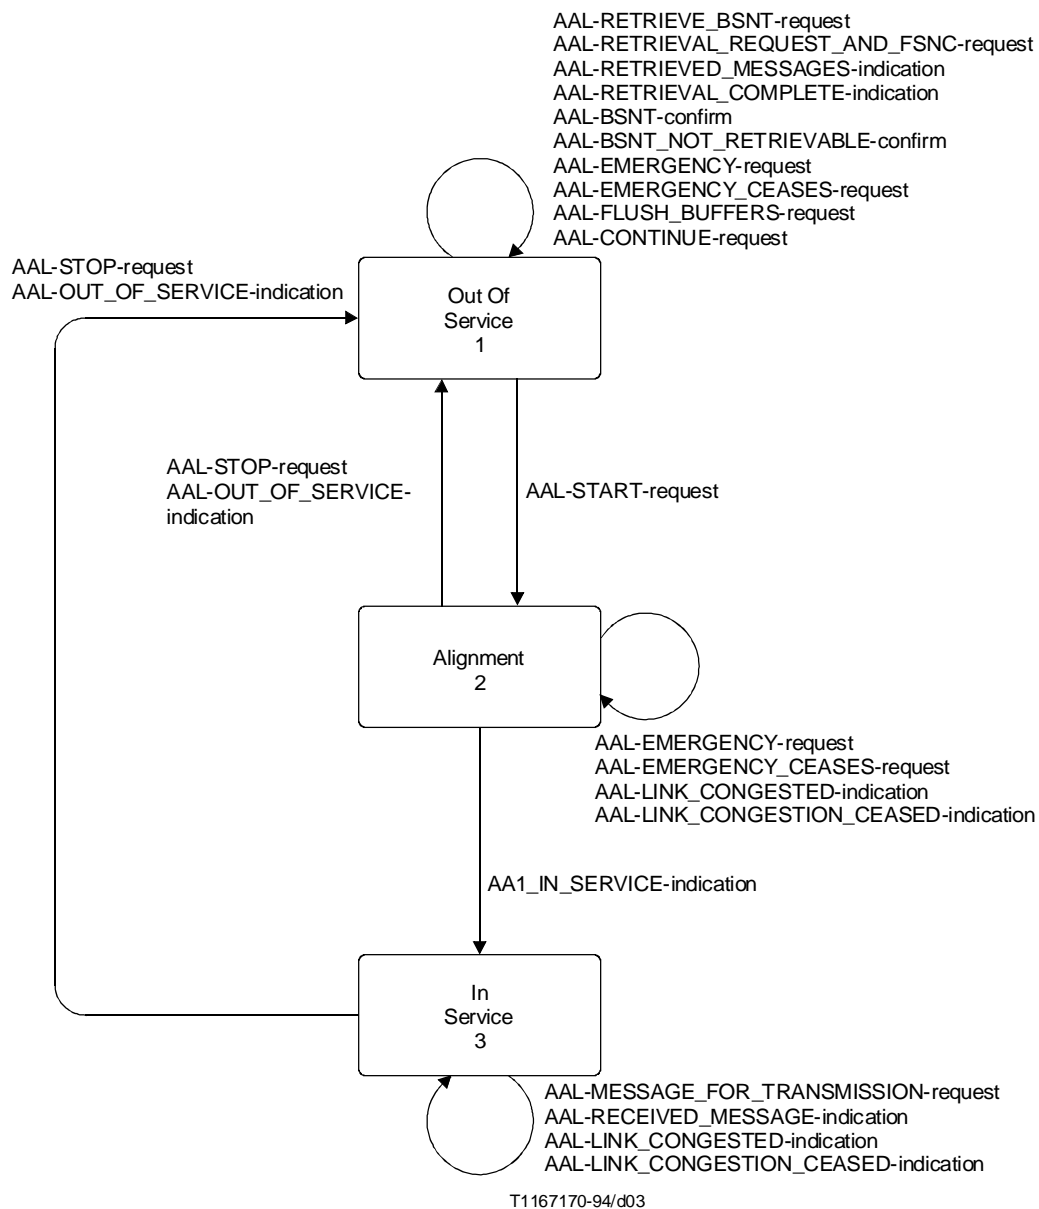 AAL-RETRIEVE_BSNT-request
AAL-RETRIEVAL_REQUEST_AND_FSNC-request
AAL-RETRIEVED_MESSAGES-indication
AAL-RETRIEVAL_COMPLETE-indication
AAL-BSNT-confirm
AAL-BSNT_NOT_RETRIEVABLE-confirm
AAL-EMERGENCY-request
AAL-EMERGENCY_CEASES-request
AAL-FLUSH_BUFFERS-request
AAL-CONTINUE-request
AAL-STOP-request
AAL-OUT_OF_SERVICE-indication
Out Of
Service
1
AAL-STOP-request
AAL-OUT_OF_SERVICE-
indication
AAL-START-request
Alignment
2
AAL-EMERGENCY-request
AAL-EMERGENCY_CEASES-request
AAL-LINK_CONGESTED-indication
AAL-LINK_CONGESTION_CEASED-indication
AA1_IN_SERVICE-indication
In
Service
3
AAL-MESSAGE_FOR_TRANSMISSION-request
AAL-RECEIVED_MESSAGE-indication
AAL-LINK_CONGESTED-indication
AAL-LINK_CONGESTION_CEASED-indication
T1167170-94/d03